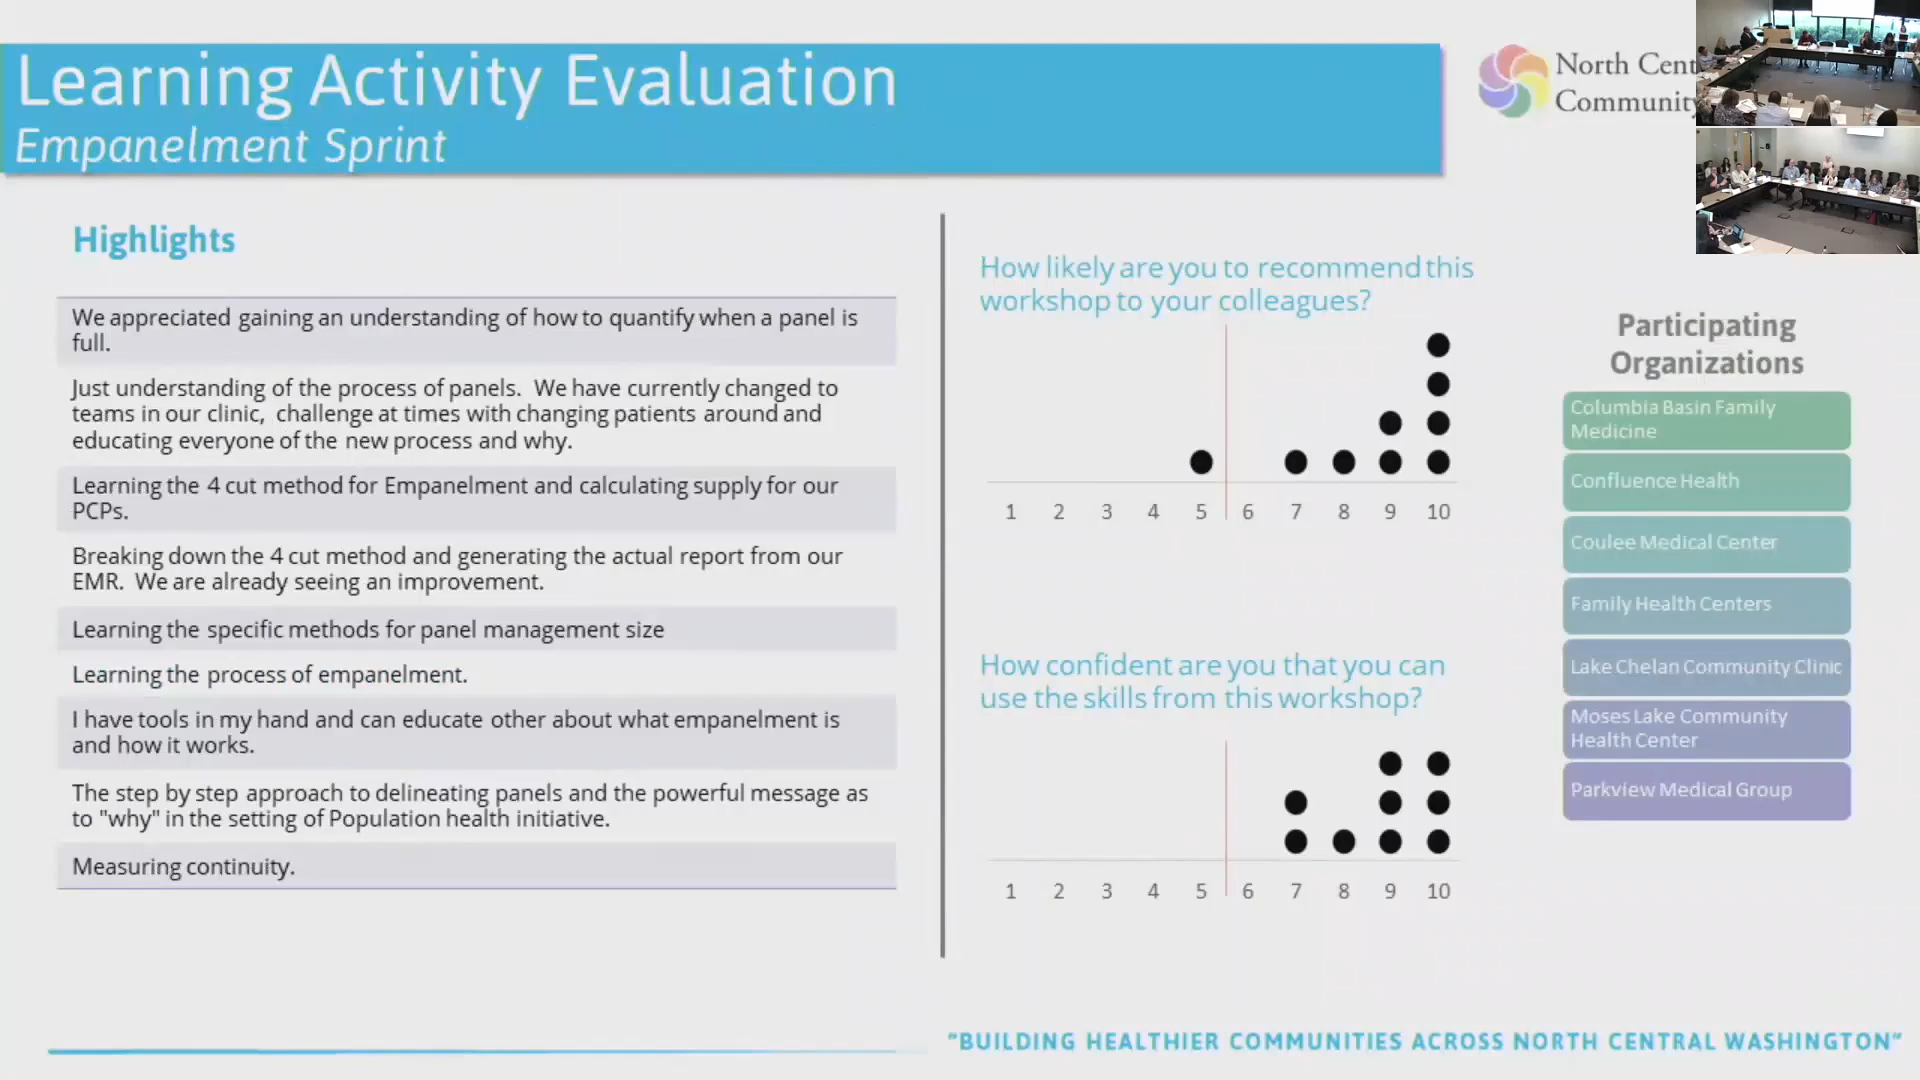 Learning Activity Evaluation
Empanelment Sprint
North Cent
Community
Highlights
We appreciated gaining an understanding of how to quantify when a panel is
full.
Just understanding of the process of panels.  We have currently changed to
teams in our clinic,  challenge at times with changing patients around and
educating everyone of the new process and why.
Learning the 4 cut method for Empanelment and calculating supply for our
PCPs.
Breaking down the 4 cut method and generating the actual report from our
EMR.  We are already seeing an improvement.
Learning the specific methods for panel management size
Learning the process of empanelment.
I have tools in my hand and can educate other about what empanelment is
and how it works.
The step by step approach to delineating panels and the powerful message as
to "why" in the setting of Population health initiative.
Measuring continuity.
How likely are you to recommend this
workshop to your colleagues?
1 2 3 4 5 6 7 8 9 10
How confident are you that you can
use the skills from this workshop?
1 2 3 4 5 6 7 8 9 10
Participating
Organizations
Columbia Basin Family
Medicine
Confluence Health
Coulee Medical Center
Family Health Centers
Lake Chelan Community Clinic
Moses Lake Community
Health Center
Parkview Medical Group
"BUILDING HEALTHIER COMMUNITIES ACROSS NORTH CENTRAL WASHINGTON"